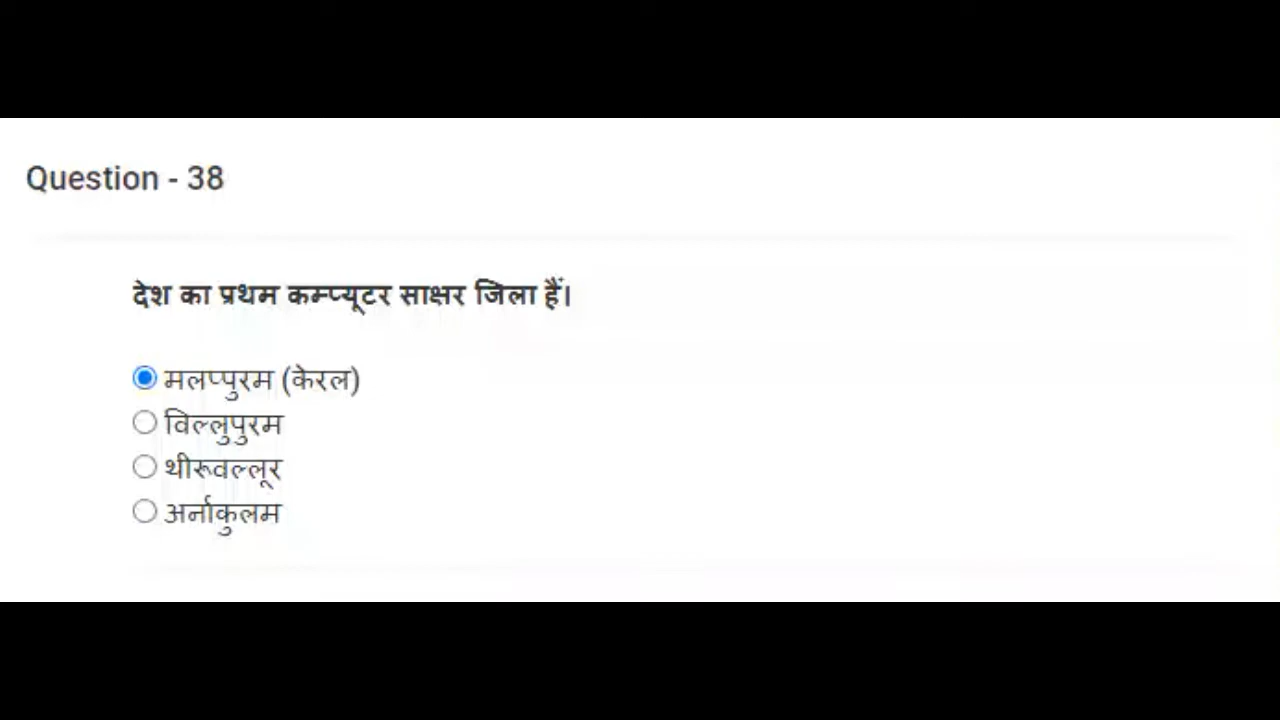 Question - 38
देश का प्रथम कम्प्यूटर साक्षर जिला हैं।
मलप्पुरम (केरल)
विल्लुपुरम
थीरूवल्लूर
अर्नाकुलम